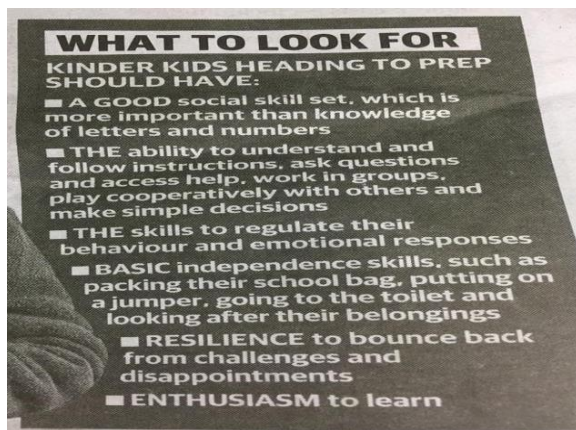 WHAT TO LOOK FOR
KINDER KIDS HEADING TO PREP
SHOULD HAVE:
■ A GOOD social skill set, which is
more important than knowledge
of letters and numbers
■ THE ability to understand and
follow instructions, ask questions
and access help, work in groups,
play cooperatively with others and
make simple decisions
■ THE skills to regulate their
behaviour and emotional responses
■ BASIC independence skills, such as
packing their school bag, putting on
a jumper, going to the toilet and
looking after their belongings
■ RESILIENCE to bounce back
from challenges and
disappointments
■ ENTHUSIASM to learn